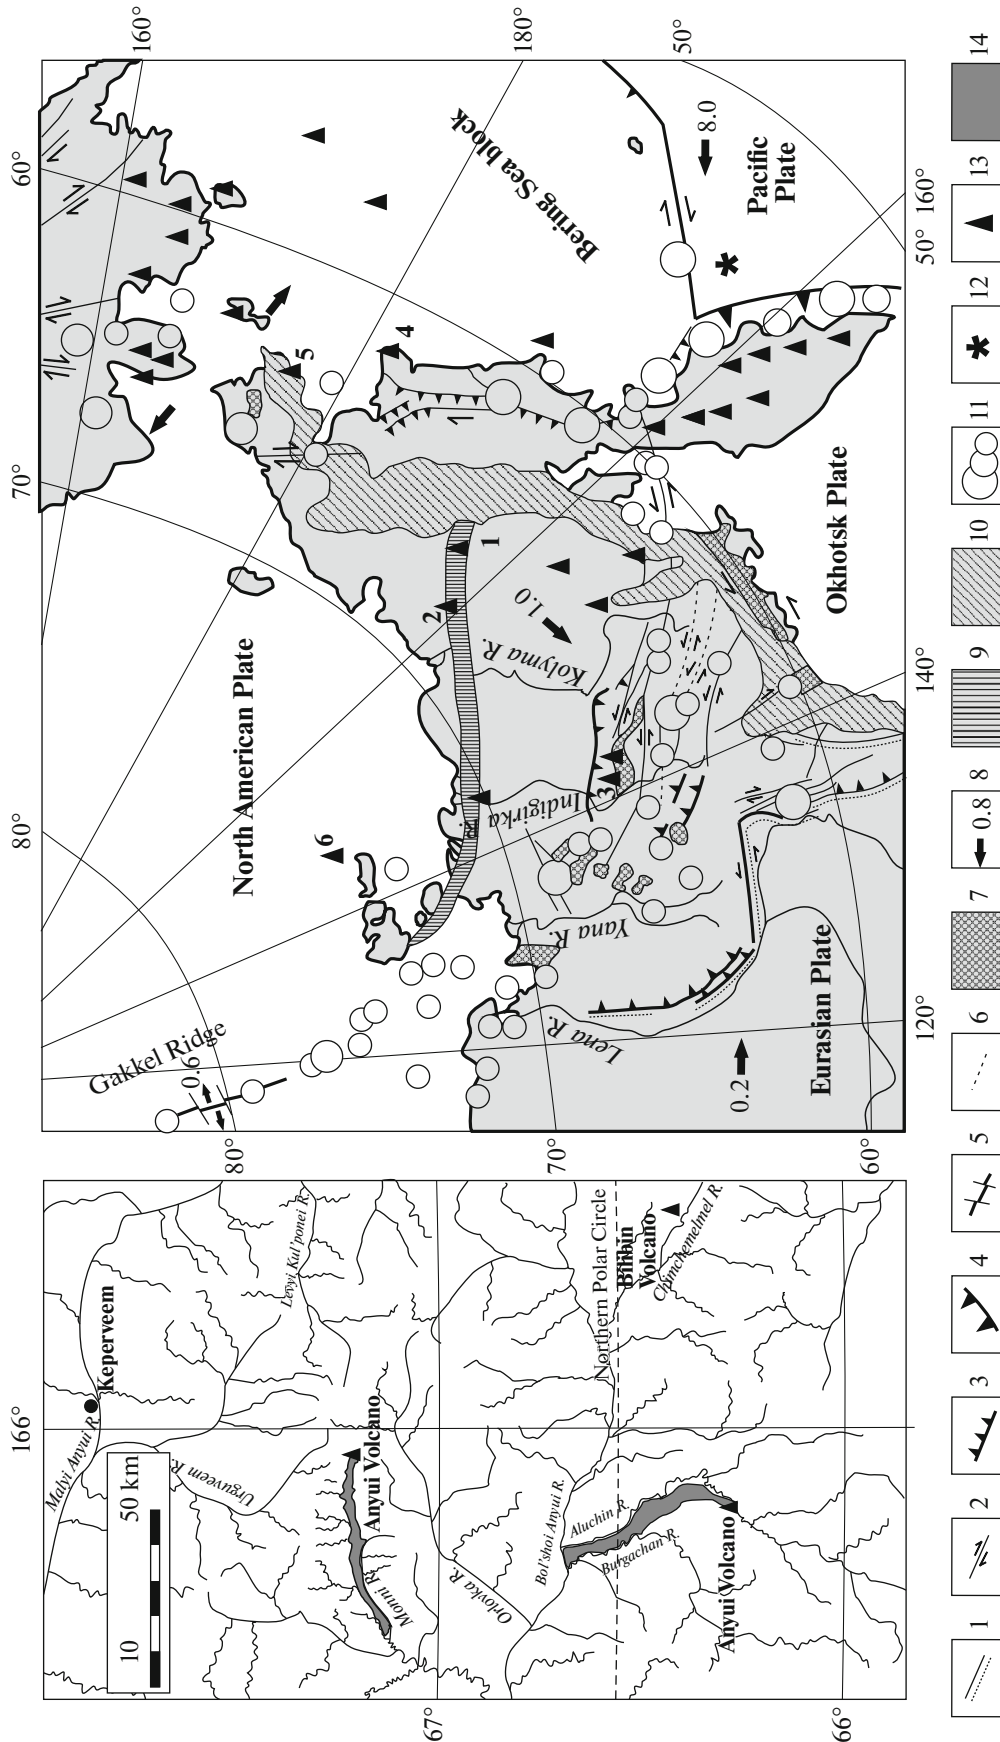 166°
67°
66°
10
50 km
Malyi Anyui R.
Keperveem
Urguveem R.
Levyi Kul'ponei R.
Anyui Volcano
Monni R.
Orlovka R.
Bol'shoi Anyui R.
Aluchin R.
Burgachan R.
Anyui Volcano
Northern Polar Circle
Bilibin
Volcano
Chimchemelmel R.
80°
70°
60°
160°
180°
50°
160°
50°
140°
120°
60°
70°
80°
Gakkel Ridge
0.6
North American Plate
Bering Sea block
8.0
Pacific
Plate
Okhotsk Plate
Eurasian Plate
0.2
1.0
Kolyma R.
Indigirka
R.
Yana R.
Lena R.
1
2
3
4
5
6
1
2
3
4
5
6
7
8
9
10
11
12
13
14
0.8